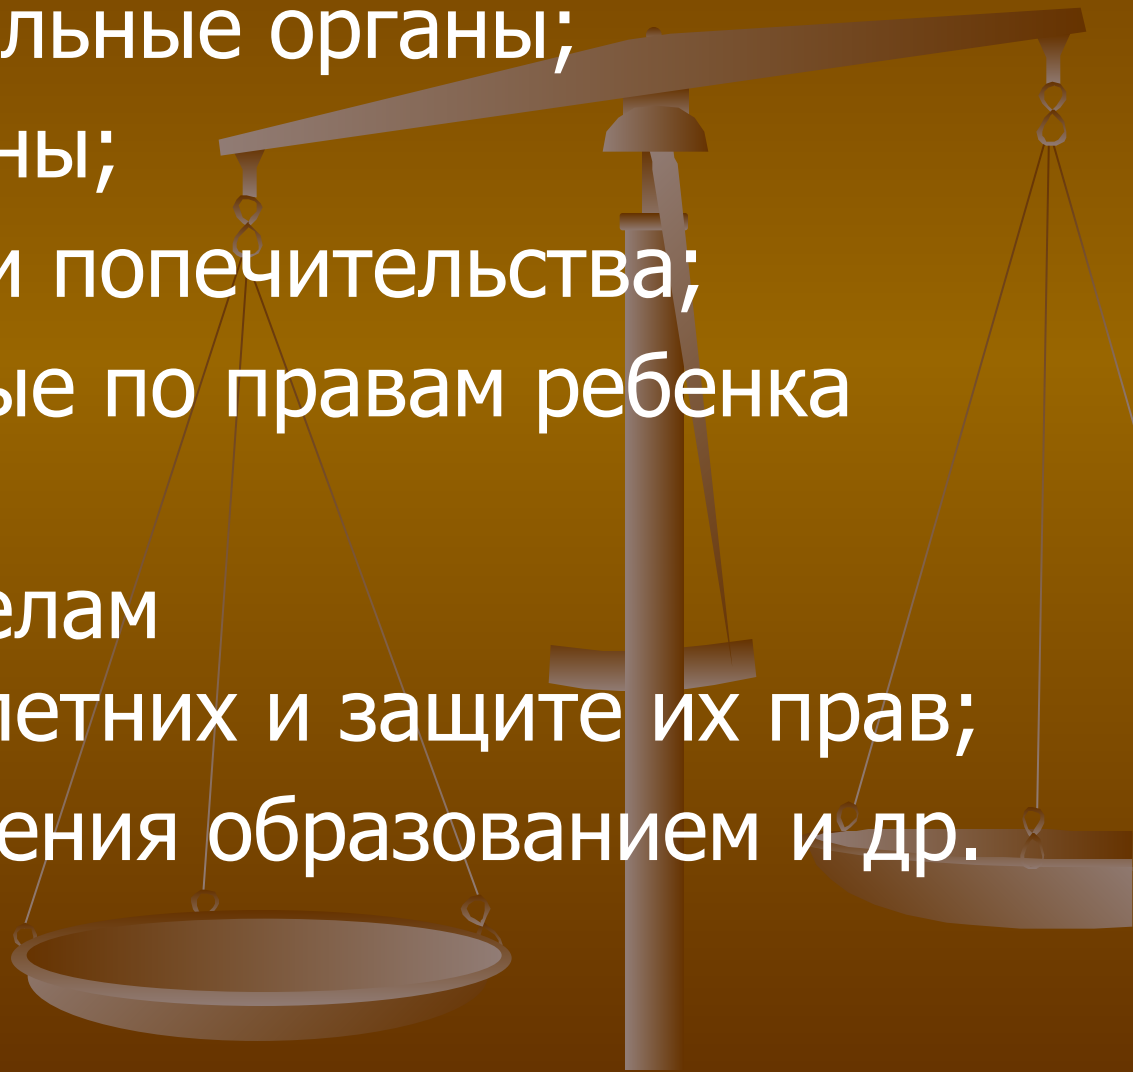 льные органы;
ны;
и попечительства;
ые по правам ребенка
елам
летних и защите их прав;
ения образованием и др.